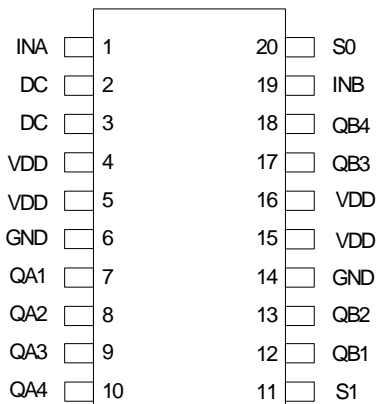 INA 1 20 S0
DC 2 19 INB
DC 3 18 QB4
VDD 4 17 QB3
VDD 5 16 VDD
GND 6 15 VDD
QA1 7 14 GND
QA2 8 13 QB2
QA3 9 12 QB1
QA4 10 11 S1